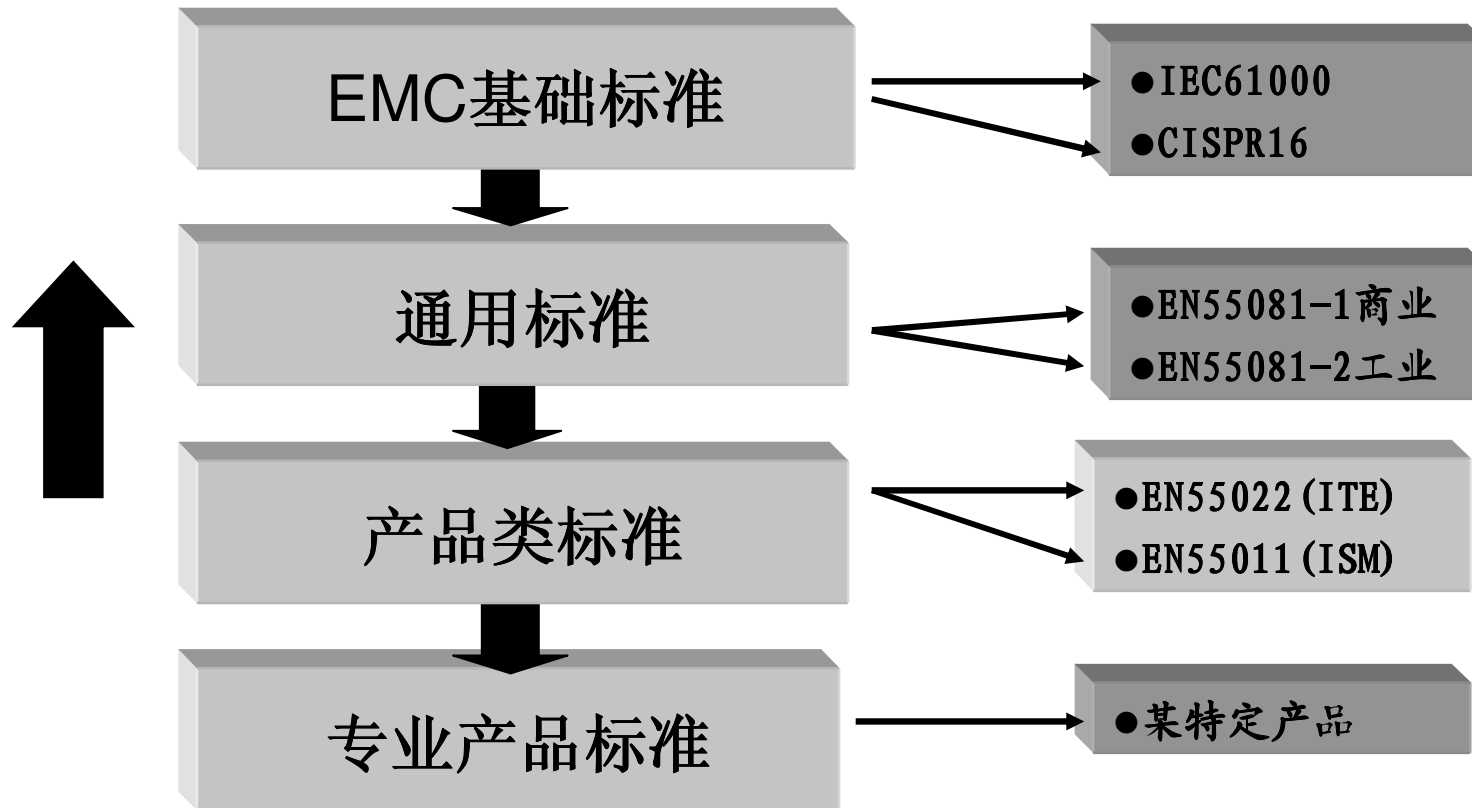 EMC基础标准
●IEC61000
●CISPR16
通用标准
●EN55081-1商业
●EN55081-2工业
产品类标准
●EN55022(ITE)
●EN55011(ISM)
专业产品标准
●某特定产品